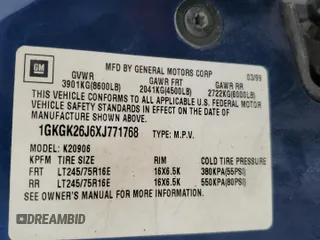 GM
MFD BY GENERAL MOTORS CORP
03/99
GVWR GAWR FRT GAWR RR
3901KG(8600LB) 2041KG(4500LB) 2722KG(6000LB)
THIS VEHICLE CONFORMS TO ALL APPLICABLE U.S. FEDERAL MOTOR VEHICLE SAFETY STANDARDS IN EFFECT ON THE DATE OF MANUFACTURE SHOWN ABOVE.
1GKGK26J6XJ771768 TYPE: M.P.V.
MODEL: K20906
KPFM TIRE SIZE RIM COLD TIRE PRESSURE
FRT LT245/75R16E 16X6.5K 380KPA(55PSI)
RR LT245/75R16E 16X6.5K 550KPA(80PSI)
SEE OWNER'S MANUAL FOR MORE INFORMATION.
DRIFTBID